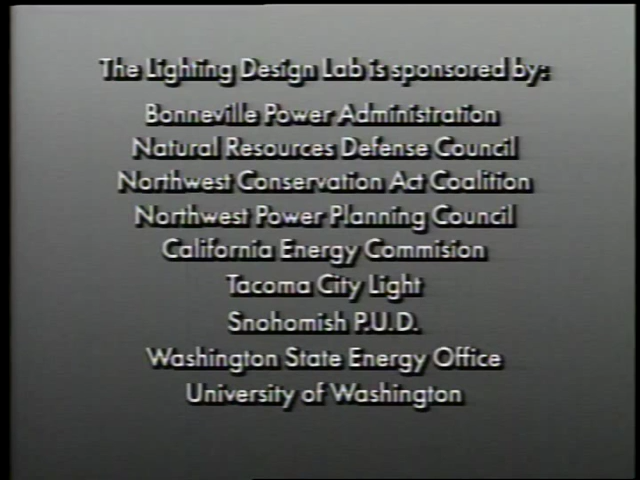 The Lighting Design Lab is sponsored by:
Bonneville Power Administration
Natural Resources Defense Council
Northwest Conservation Act Coalition
Northwest Power Planning Council
California Energy Commision
Tacoma City Light
Snohomish P.U.D.
Washington State Energy Office
University of Washington